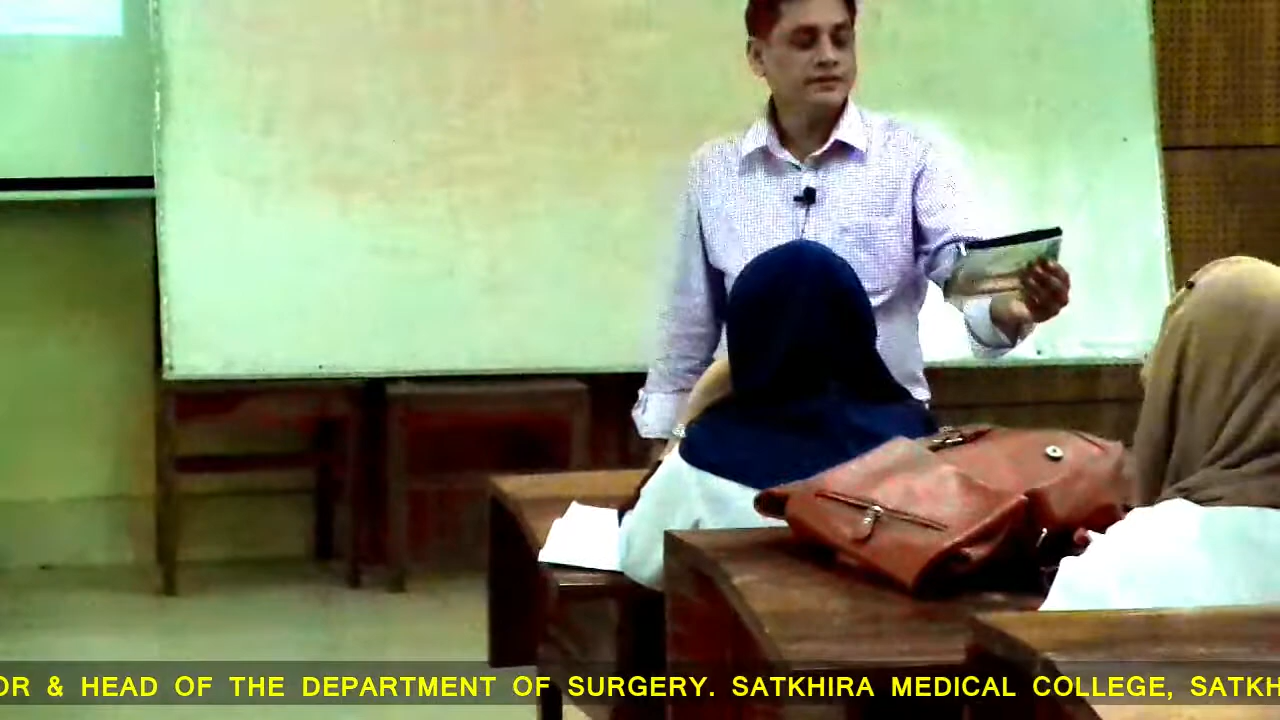 OR & HEAD OF THE DEPARTMENT OF SURGERY. SATKHIRA MEDICAL COLLEGE, SATKH